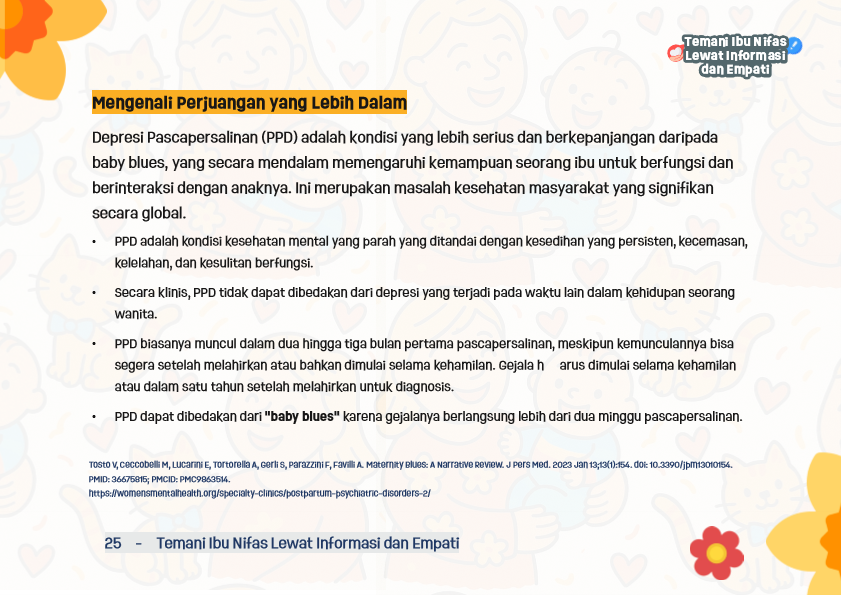 Temani Ibu Nifas
Lewat Informasi
dan Empati
Mengenali Perjuangan yang Lebih Dalam
Depresi Pascapersalinan (PPD) adalah kondisi yang lebih serius dan berkepanjangan daripada
baby blues, yang secara mendalam memengaruhi kemampuan seorang ibu untuk berfungsi dan
berinteraksi dengan anaknya. Ini merupakan masalah kesehatan masyarakat yang signifikan
secara global.
• PPD adalah kondisi kesehatan mental yang parah yang ditandai dengan kesedihan yang persisten, kecemasan,
kelelahan, dan kesulitan berfungsi.
• Secara klinis, PPD tidak dapat dibedakan dari depresi yang terjadi pada waktu lain dalam kehidupan seorang
wanita.
• PPD biasanya muncul dalam dua hingga tiga bulan pertama pascapersalinan, meskipun kemunculannya bisa
segera setelah melahirkan atau bahkan dimulai selama kehamilan. Gejala h arus dimulai selama kehamilan
atau dalam satu tahun setelah melahirkan untuk diagnosis.
• PPD dapat dibedakan dari "baby blues" karena gejalanya berlangsung lebih dari dua minggu pascapersalinan.
Tosto V, Ceccobelli M, Lucarini E, Tortorella A, Gerli S, Parazzini F, Favilli A. Maternity Blues: A Narrative Review. J Pers Med. 2023 Jan 13;13(1):154. doi: 10.3390/jpm13010154.
PMID: 36675815; PMCID: PMC9863514.
https://womensmentalhealth.org/specialty-clinics/postpartum-psychiatric-disorders-2/
25 - Temani Ibu Nifas Lewat Informasi dan Empati